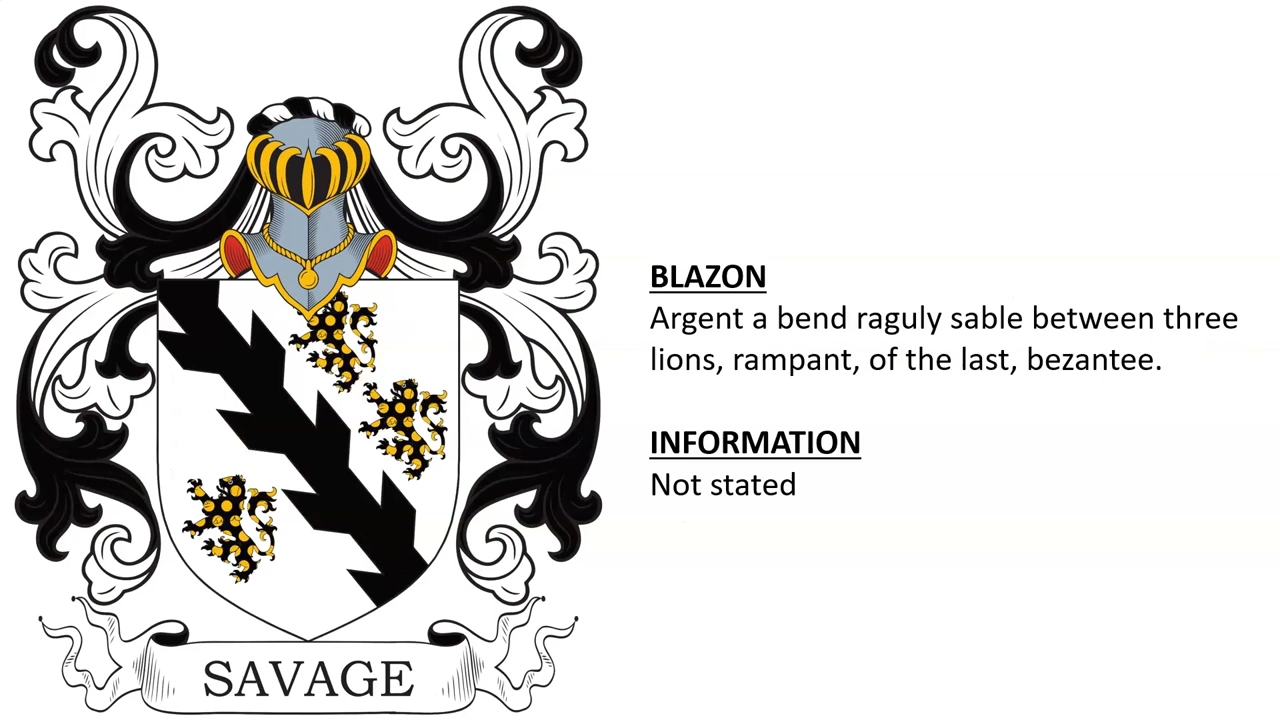 BLAZON
Argent a bend raguly sable between three
lions, rampant, of the last, bezantee.
INFORMATION
Not stated
SAVAGE